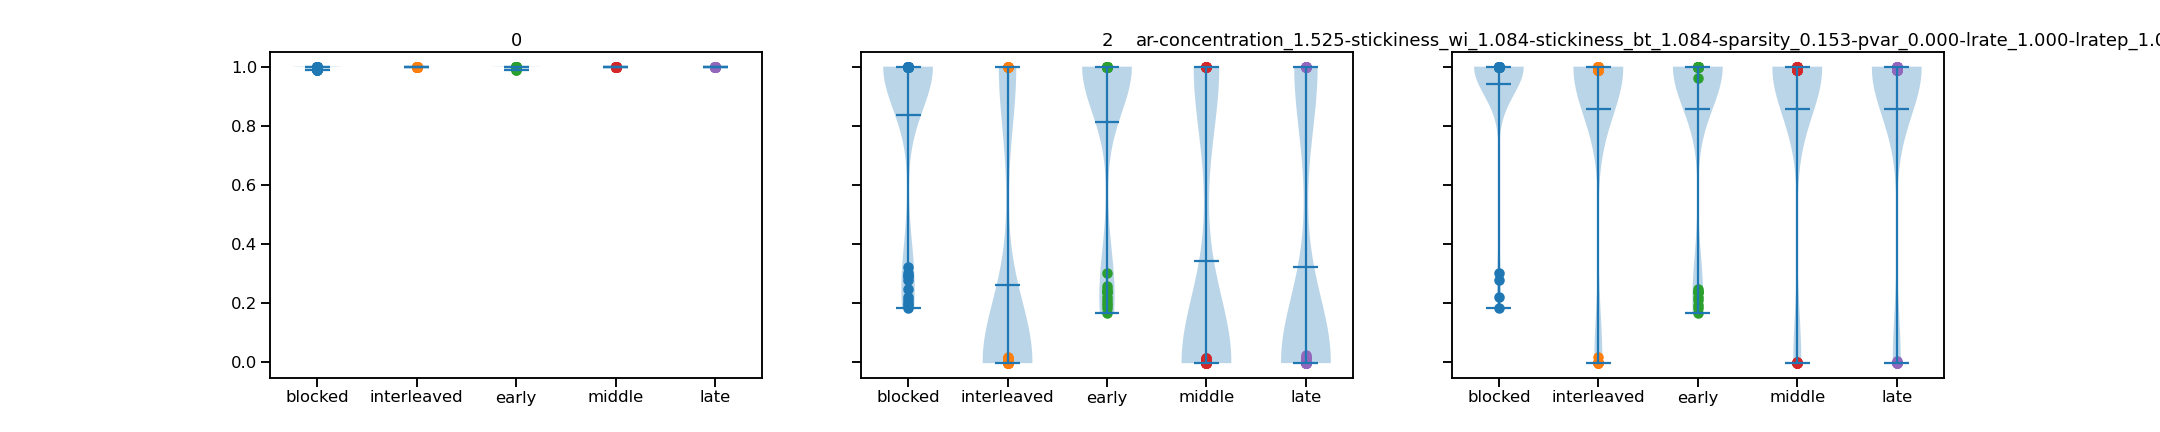 0
2 ar-concentration_1.525-stickiness_wi_1.084-stickiness_bt_1.084-sparsity_0.153-pvar_0.000-lrate_1.000-lratep_1.0
1.0
0.8
0.6
0.4
0.2
0.0
blocked interleaved early middle late
blocked interleaved early middle late
blocked interleaved early middle late